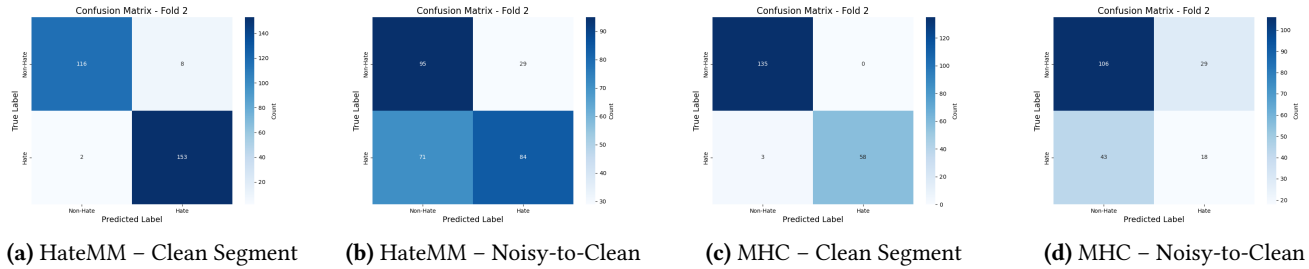 Confusion Matrix - Fold 2
Non-Hate
Hate
True Label
116
8
2
153
Non-Hate
Hate
Predicted Label
140
120
100
80
60
40
20
Count
(a) HateMM – Clean Segment
Confusion Matrix - Fold 2
Non-Hate
Hate
True Label
95
29
71
84
Non-Hate
Hate
Predicted Label
90
80
70
60
50
40
30
Count
(b) HateMM – Noisy-to-Clean
Confusion Matrix - Fold 2
Non-Hate
Hate
True Label
135
0
3
58
Non-Hate
Hate
Predicted Label
120
100
80
60
40
20
0
Count
(c) MHC – Clean Segment
Confusion Matrix - Fold 2
Non-Hate
Hate
True Label
106
29
43
18
Non-Hate
Hate
Predicted Label
100
90
80
70
60
50
40
30
20
Count
(d) MHC – Noisy-to-Clean